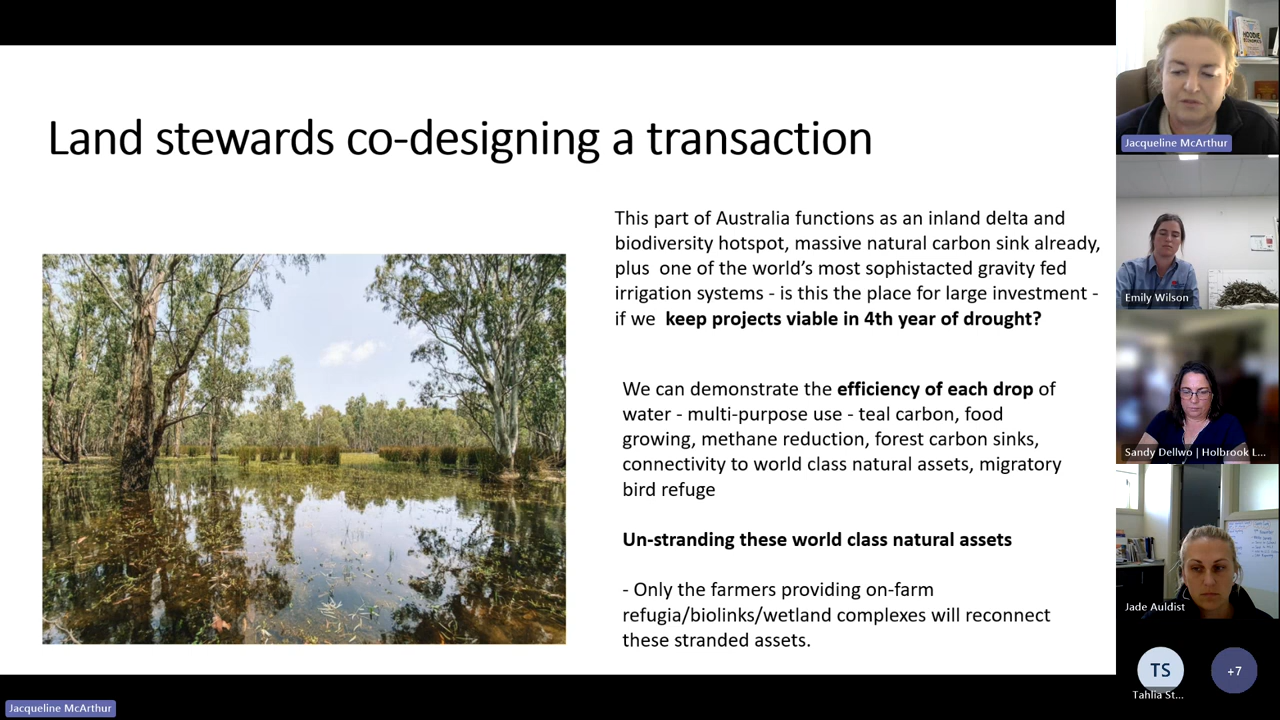 Land stewards co-designing a transaction
This part of Australia functions as an inland delta and
biodiversity hotspot, massive natural carbon sink already,
plus one of the world's most sophistacted gravity fed
irrigation systems - is this the place for large investment -
if we keep projects viable in 4th year of drought?
We can demonstrate the efficiency of each drop of
water - multi-purpose use - teal carbon, food
growing, methane reduction, forest carbon sinks,
connectivity to world class natural assets, migratory
bird refuge
Un-stranding these world class natural assets
- Only the farmers providing on-farm
refugia/biolinks/wetland complexes will reconnect
these stranded assets.
Jacqueline McArthur
Emily Wilson
Sandy Dellwo | Holbrook L...
Jade Auldist
TS
Tahlia St...
+7
Jacqueline McArthur